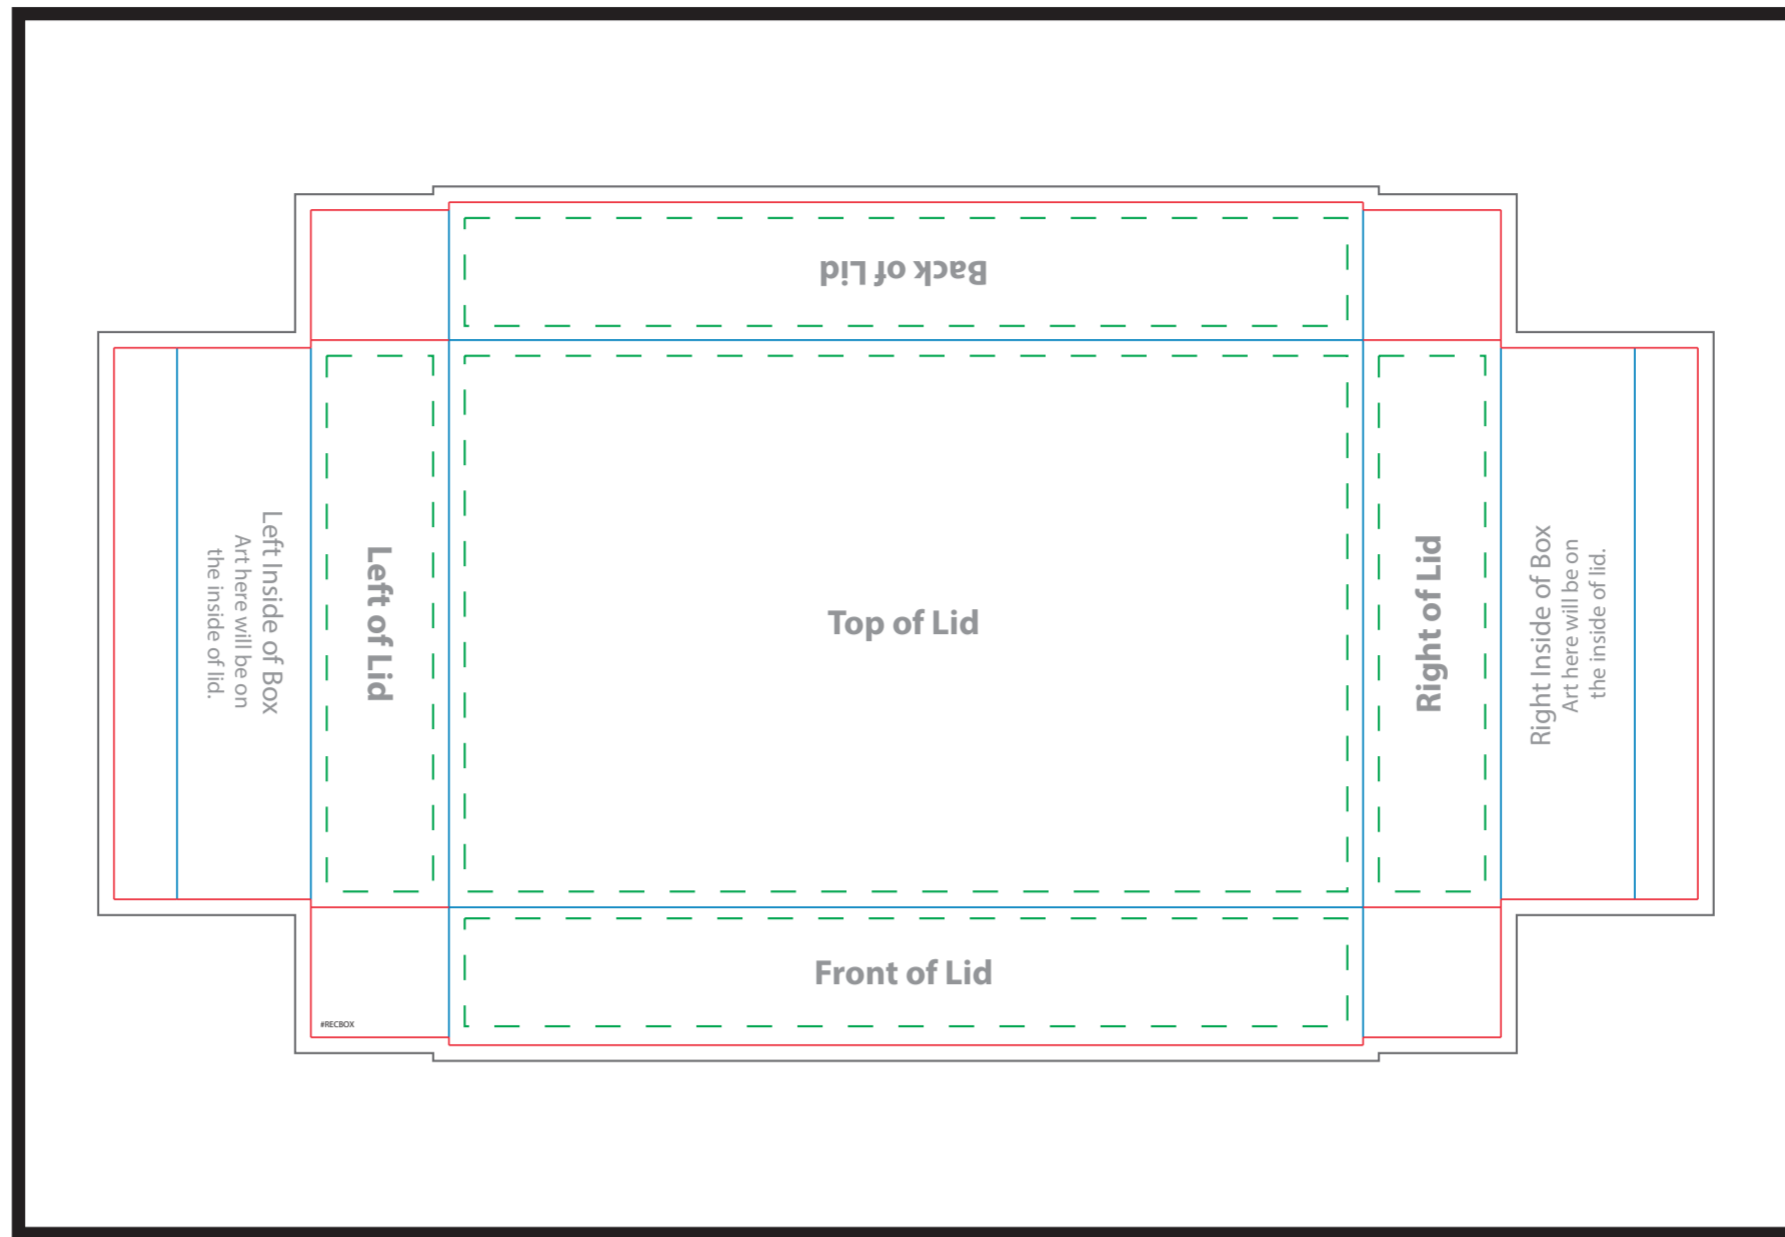 Back of Lid
Left Inside of Box
Art here will be on
the inside of lid.
Left of Lid
Top of Lid
Right of Lid
Right Inside of Box
Art here will be on
the inside of lid.
Front of Lid
#RECBOX